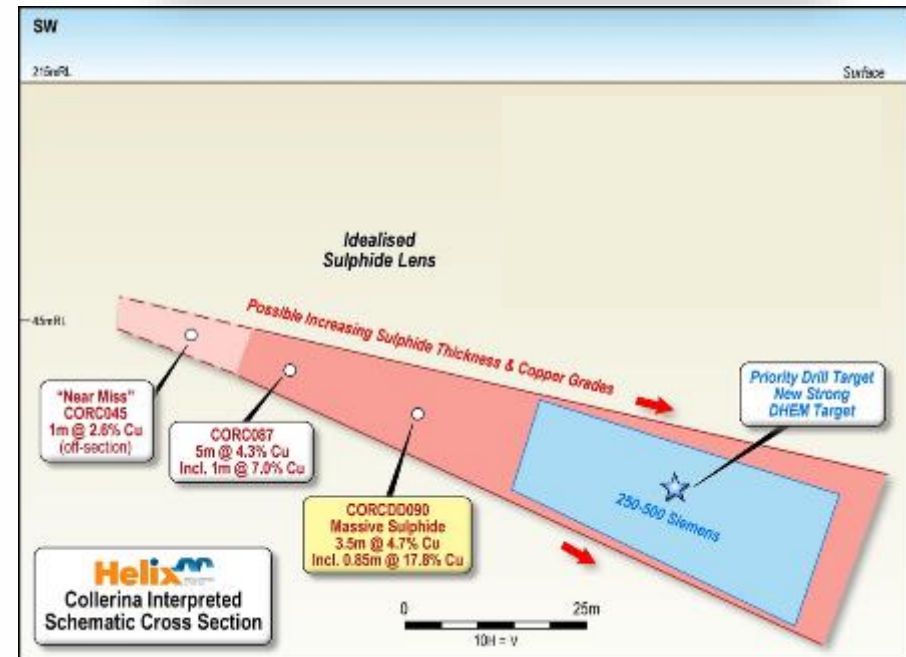 SW
215mRL
Surface
Idealised
Sulphide Lens
Possible Increasing Sulphide Thickness & Copper Grades
45mRL
"Near Miss"
CORC045
1m @ 2.6% Cu
(off-section)
CORC087
5m @ 4.3% Cu
Incl. 1m @ 7.0% Cu
CORCDD090
Massive Sulphide
3.5m @ 4.7% Cu
Incl. 0.85m @ 17.8% Cu
Priority Drill Target
New Strong
DHEM Target
250-500 Siemens
Helix
Collerina Interpreted
Schematic Cross Section
0 25m
10H = V